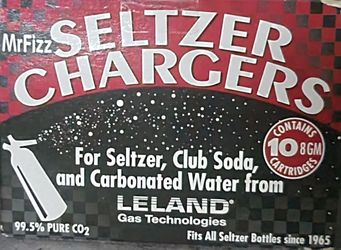 MrFizz SELTZER
CHARGERS
CONTAINS
10 8GM
CARTRIDGES
For Seltzer, Club Soda,
and Carbonated Water from
LELAND®
Gas Technologies
99.5% PURE CO2
Fits All Seltzer Bottles since 1965